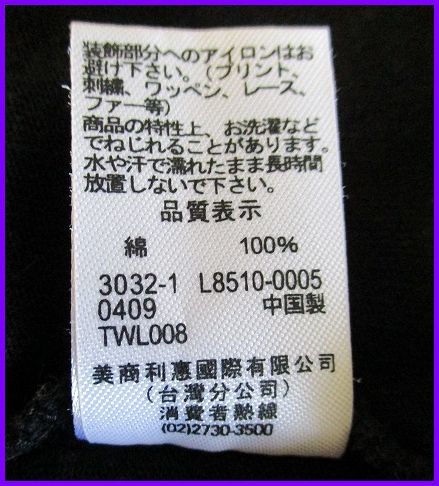 装飾部分へのアイロンはお
避け下さい。(プリント、
刺繍、ワッペン、レース、
ファー等)
商品の特性上、お洗濯など
でねじれることがあります。
水や汗で濡れたまま長時間
放置しないで下さい。
品質表示
綿 100%
3032-1 L8510-0005
0409 中国製
TWL008
美商利惠國際有限公司
(台灣分公司)
消費者熱線
(02)2730-3500